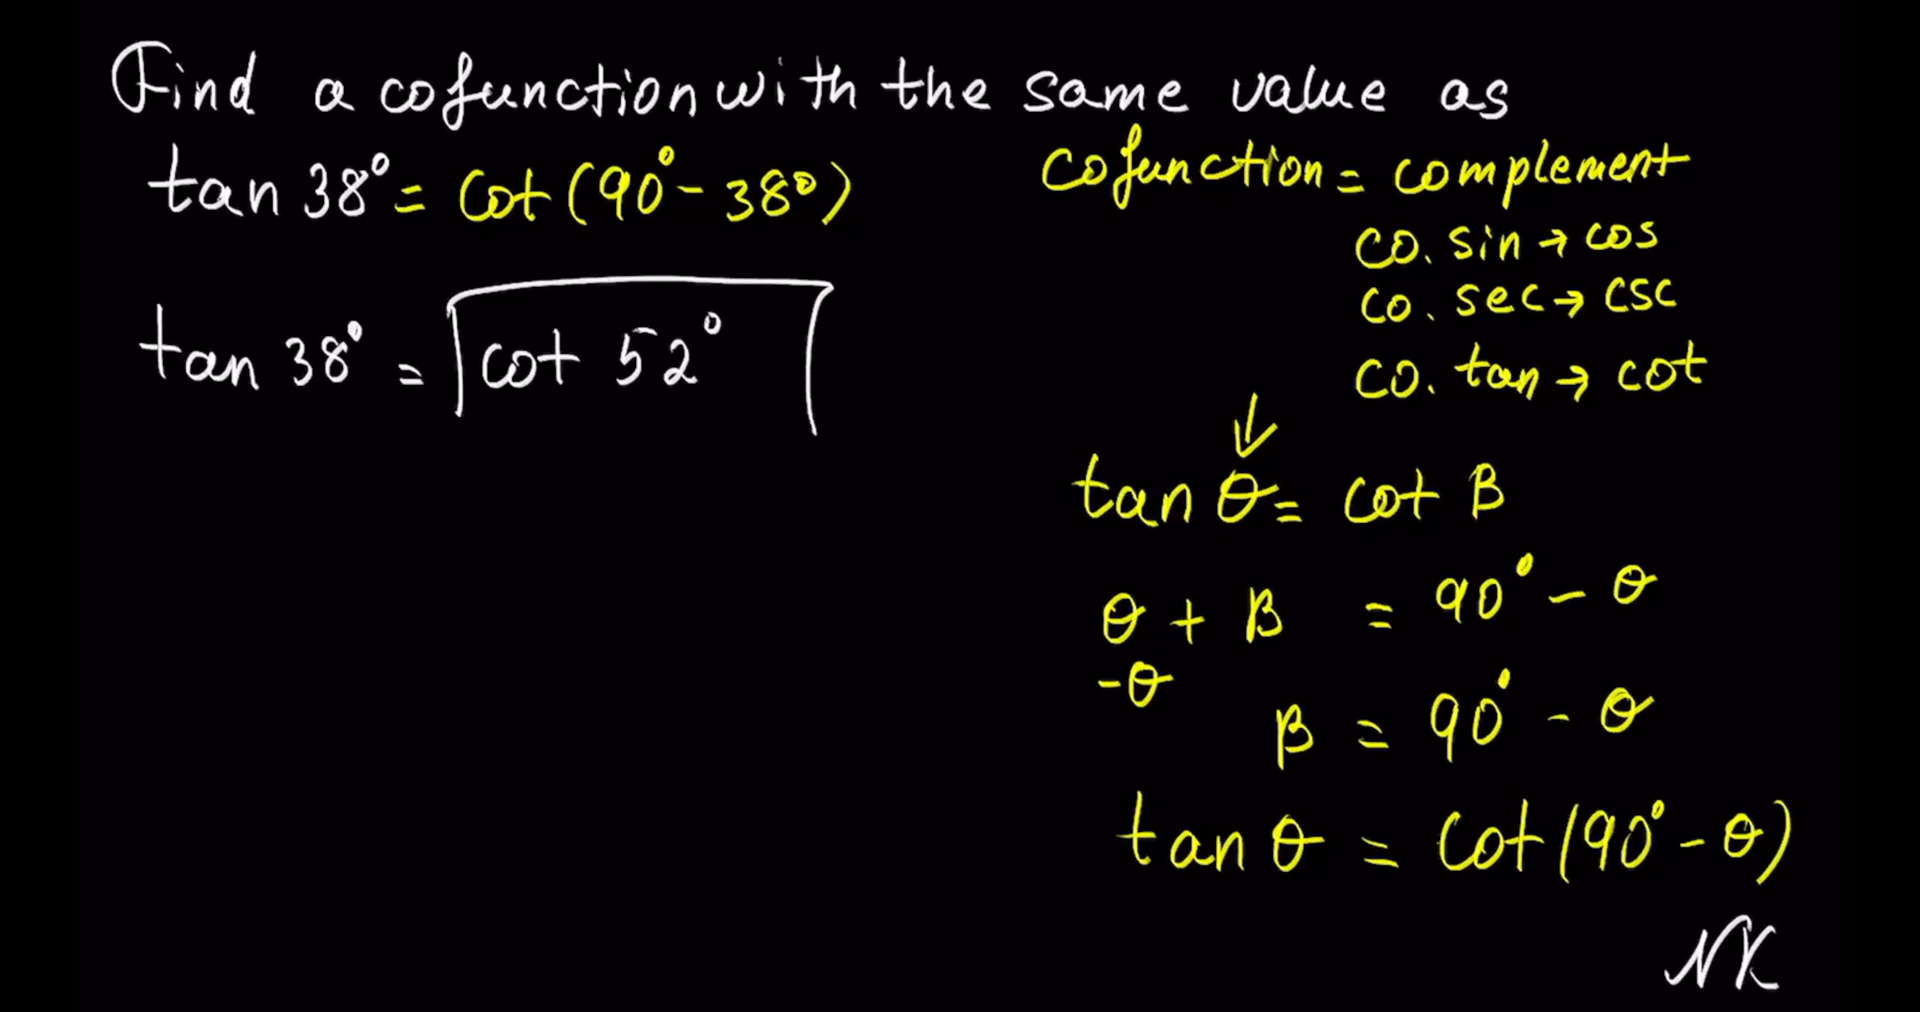 Find a cofunction with the same value as
tan 38° = cot (90° - 38°)
tan 38° = cot 52°
cofunction = complement
co. sin → cos
co. sec → csc
co. tan → cot
↓
tan θ = cot β
θ + β = 90° - θ
-θ
β = 90° - θ
tan θ = cot (90° - θ)
NK